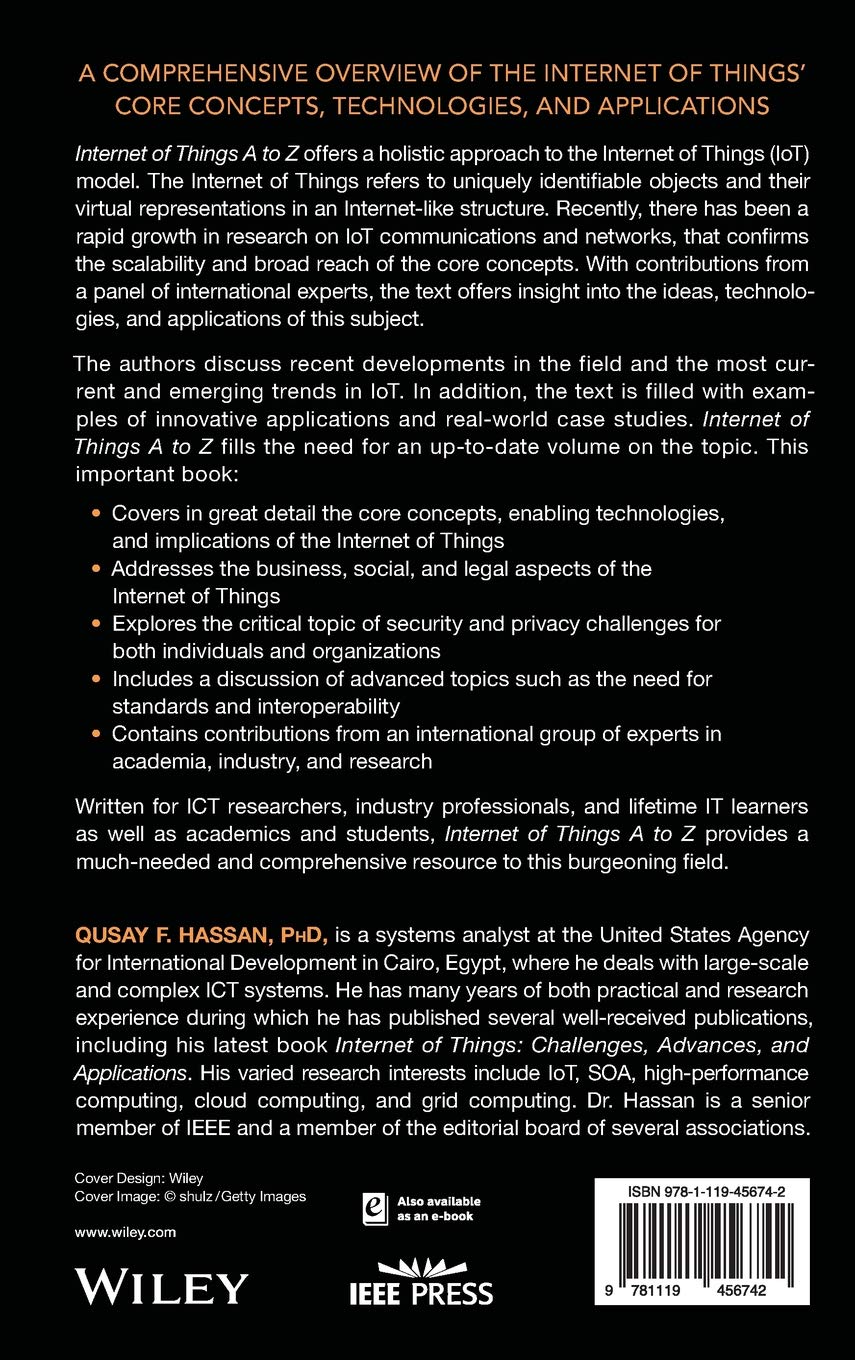 A COMPREHENSIVE OVERVIEW OF THE INTERNET OF THINGS’
CORE CONCEPTS, TECHNOLOGIES, AND APPLICATIONS
Internet of Things A to Z offers a holistic approach to the Internet of Things (IoT)
model. The Internet of Things refers to uniquely identifiable objects and their
virtual representations in an Internet-like structure. Recently, there has been a
rapid growth in research on IoT communications and networks, that confirms
the scalability and broad reach of the core concepts. With contributions from
a panel of international experts, the text offers insight into the ideas, technolo-
gies, and applications of this subject.
The authors discuss recent developments in the field and the most cur-
rent and emerging trends in IoT. In addition, the text is filled with exam-
ples of innovative applications and real-world case studies. Internet of
Things A to Z fills the need for an up-to-date volume on the topic. This
important book:
• Covers in great detail the core concepts, enabling technologies,
and implications of the Internet of Things
• Addresses the business, social, and legal aspects of the
Internet of Things
• Explores the critical topic of security and privacy challenges for
both individuals and organizations
• Includes a discussion of advanced topics such as the need for
standards and interoperability
• Contains contributions from an international group of experts in
academia, industry, and research
Written for ICT researchers, industry professionals, and lifetime IT learners
as well as academics and students, Internet of Things A to Z provides a
much-needed and comprehensive resource to this burgeoning field.
QUSAY F. HASSAN, PHD, is a systems analyst at the United States Agency
for International Development in Cairo, Egypt, where he deals with large-scale
and complex ICT systems. He has many years of both practical and research
experience during which he has published several well-received publications,
including his latest book Internet of Things: Challenges, Advances, and
Applications. His varied research interests include IoT, SOA, high-performance
computing, cloud computing, and grid computing. Dr. Hassan is a senior
member of IEEE and a member of the editorial board of several associations.
Cover Design: Wiley
Cover Image: © shulz/Getty Images
www.wiley.com
WILEY
e
Also available
as an e-book
IEEE PRESS
ISBN 978-1-119-45674-2
9 781119 456742